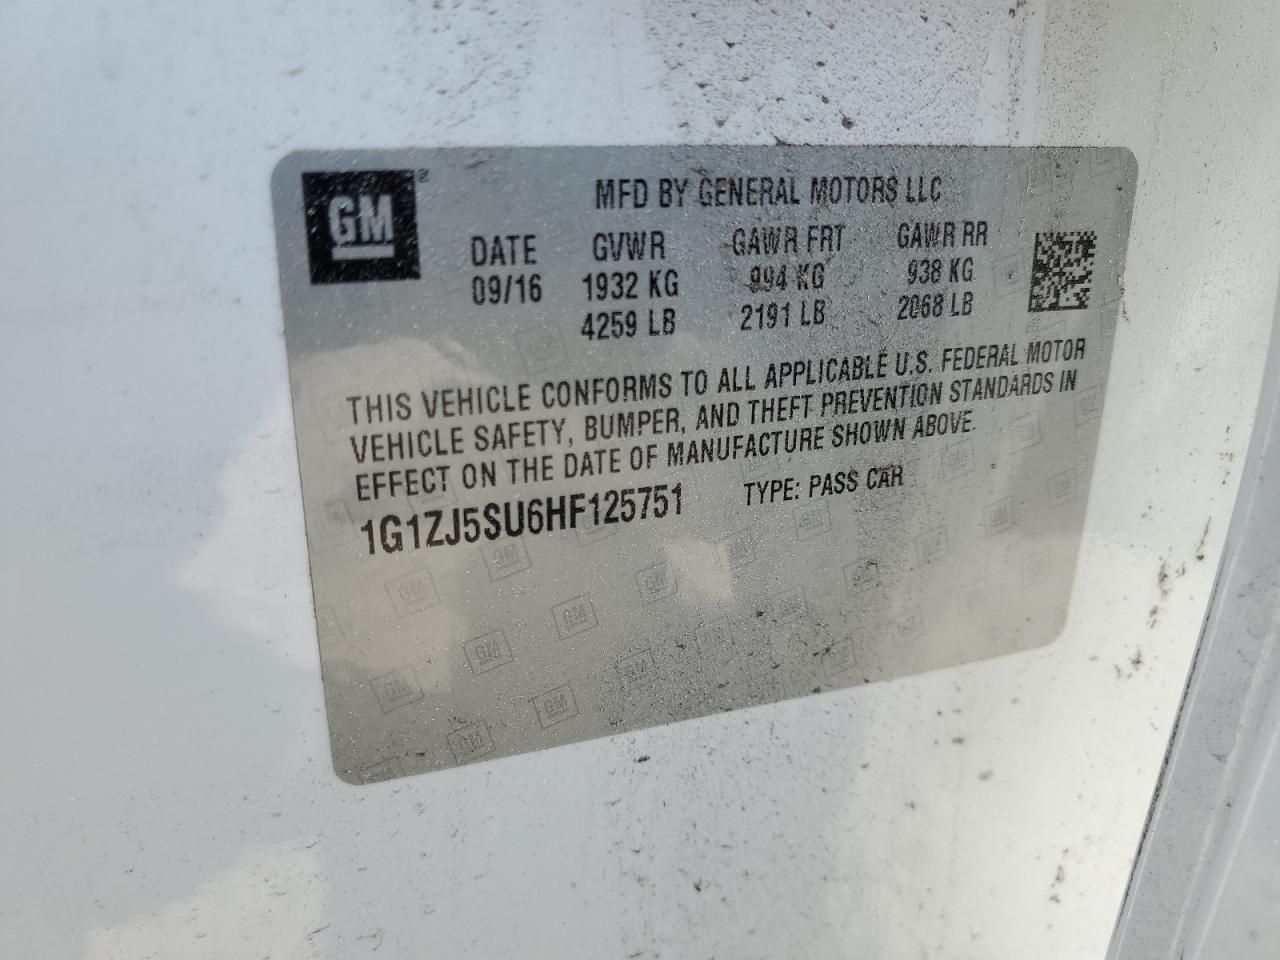 GM®
MFD BY GENERAL MOTORS LLC
DATE GVWR GAWR FRT GAWR RR
09/16 1932 KG 994 KG 938 KG
4259 LB 2191 LB 2068 LB
THIS VEHICLE CONFORMS TO ALL APPLICABLE U.S. FEDERAL MOTOR
VEHICLE SAFETY, BUMPER, AND THEFT PREVENTION STANDARDS IN
EFFECT ON THE DATE OF MANUFACTURE SHOWN ABOVE.
1G1ZJ5SU6HF125751 TYPE: PASS CAR